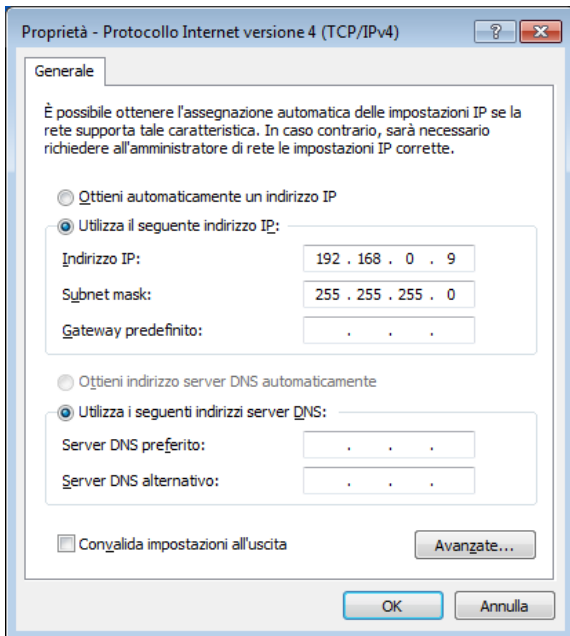 Proprietà - Protocollo Internet versione 4 (TCP/IPv4)
Generale
È possibile ottenere l'assegnazione automatica delle impostazioni IP se la
rete supporta tale caratteristica. In caso contrario, sarà necessario
richiedere all'amministratore di rete le impostazioni IP corrette.
Ottieni automaticamente un indirizzo IP
Utilizza il seguente indirizzo IP:
Indirizzo IP: 192 . 168 . 0 . 9
Subnet mask: 255 . 255 . 255 . 0
Gateway predefinito: . . .
Ottieni indirizzo server DNS automaticamente
Utilizza i seguenti indirizzi server DNS:
Server DNS preferito: . . .
Server DNS alternativo: . . .
Convalida impostazioni all'uscita
Avanzate...
OK Annulla